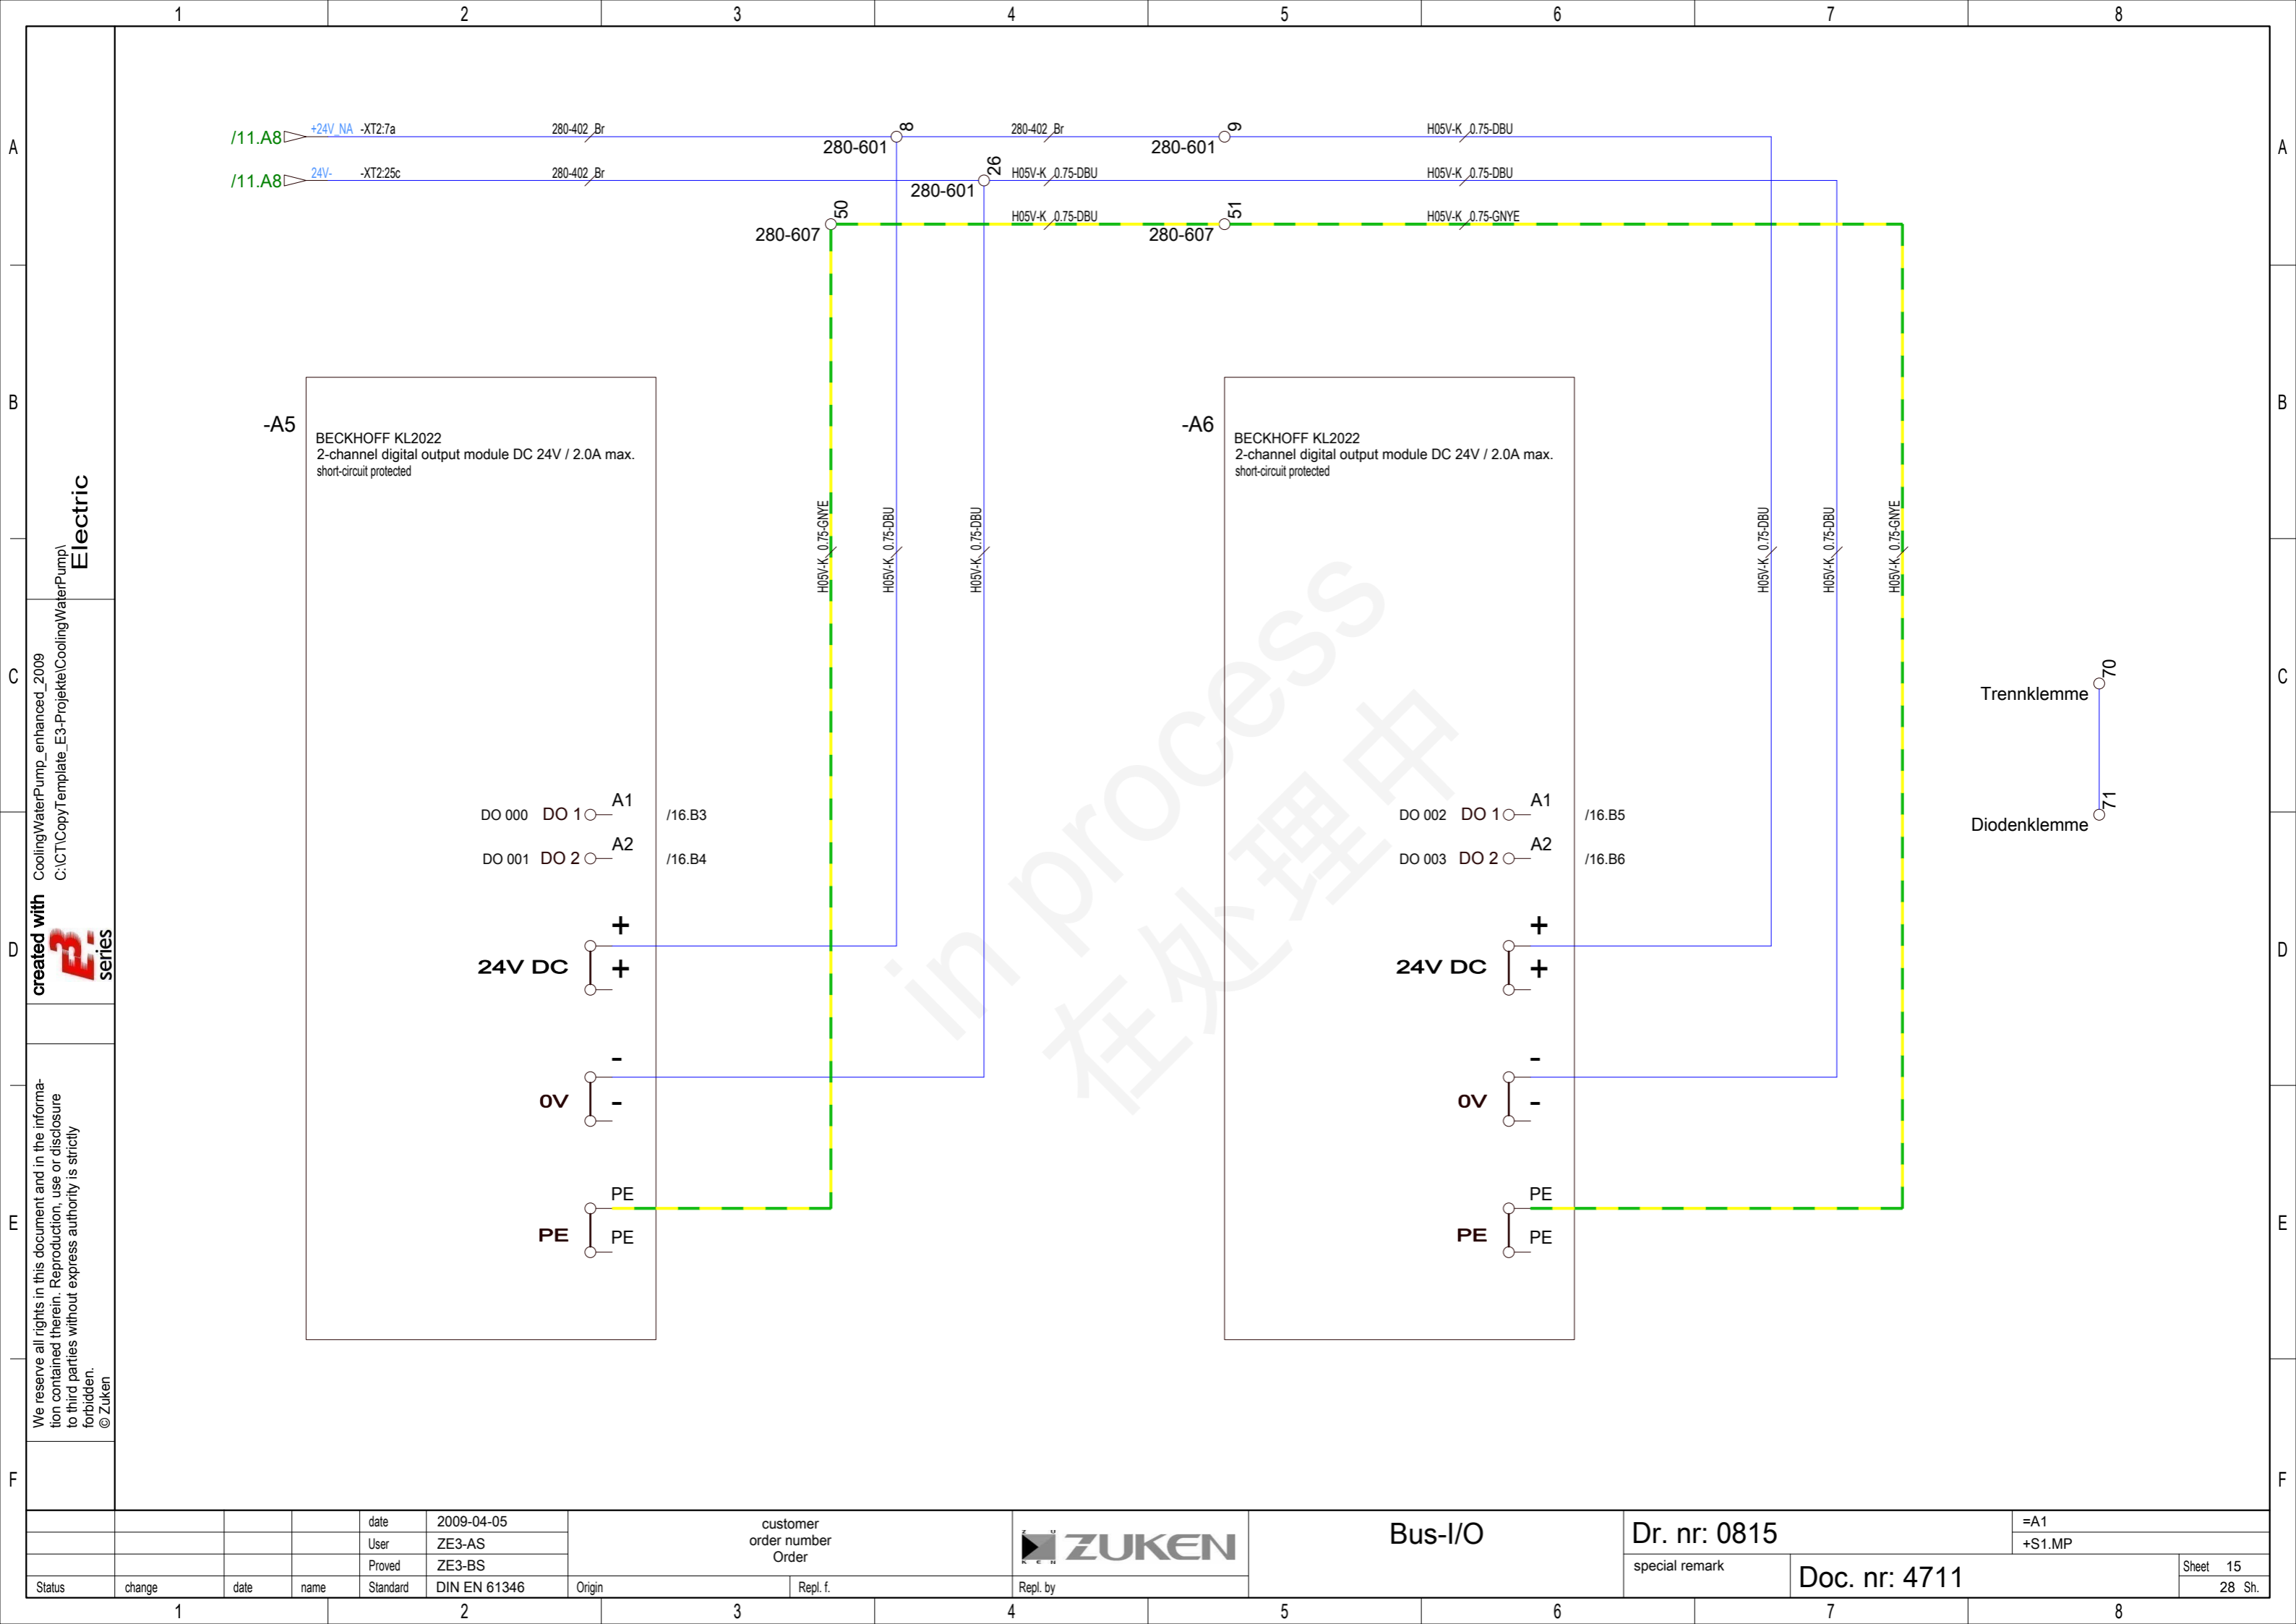 1 2 3 4 5 6 7 8
A A
B B
C C
D D
E E
F F
/11.A8 +24V_NA -XT2:7a 280-402_Br 280-601 8 280-402_Br 280-601 9 H05V-K_0.75-DBU
/11.A8 24V- -XT2:25c 280-402_Br 280-601 26 H05V-K_0.75-DBU H05V-K_0.75-DBU
280-607 50 H05V-K_0.75-DBU 280-607 51 H05V-K_0.75-GNYE
-A5
BECKHOFF KL2022
2-channel digital output module DC 24V / 2.0A max.
short-circuit protected
H05V-K_0.75-GNYE
H05V-K_0.75-DBU
H05V-K_0.75-DBU
DO 000 DO 1 A1 /16.B3
DO 001 DO 2 A2 /16.B4
+
24V DC +
-
0V -
PE
PE PE
-A6
BECKHOFF KL2022
2-channel digital output module DC 24V / 2.0A max.
short-circuit protected
H05V-K_0.75-DBU
H05V-K_0.75-DBU
H05V-K_0.75-GNYE
DO 002 DO 1 A1 /16.B5
DO 003 DO 2 A2 /16.B6
+
24V DC +
-
0V -
PE
PE PE
Trennklemme 70
Diodenklemme 71
in process
在处理中
Electric
CoolingWaterPump_enhanced_2009
C:\CT\CopyTemplate_E3-Projekte\CoolingWaterPump\
created with
E3.
series
We reserve all rights in this document and in the informa-
tion contained therein. Reproduction, use or disclosure
to third parties without express authority is strictly
forbidden.
© Zuken
date 2009-04-05
User ZE3-AS
Proved ZE3-BS
Status change date name Standard DIN EN 61346
customer
order number
Order
Origin Repl. f. Repl. by
ZUKEN
ZUKEN
Bus-I/O
Dr. nr: 0815
special remark
Doc. nr: 4711
=A1
+S1.MP
Sheet 15
28 Sh.
1 2 3 4 5 6 7 8